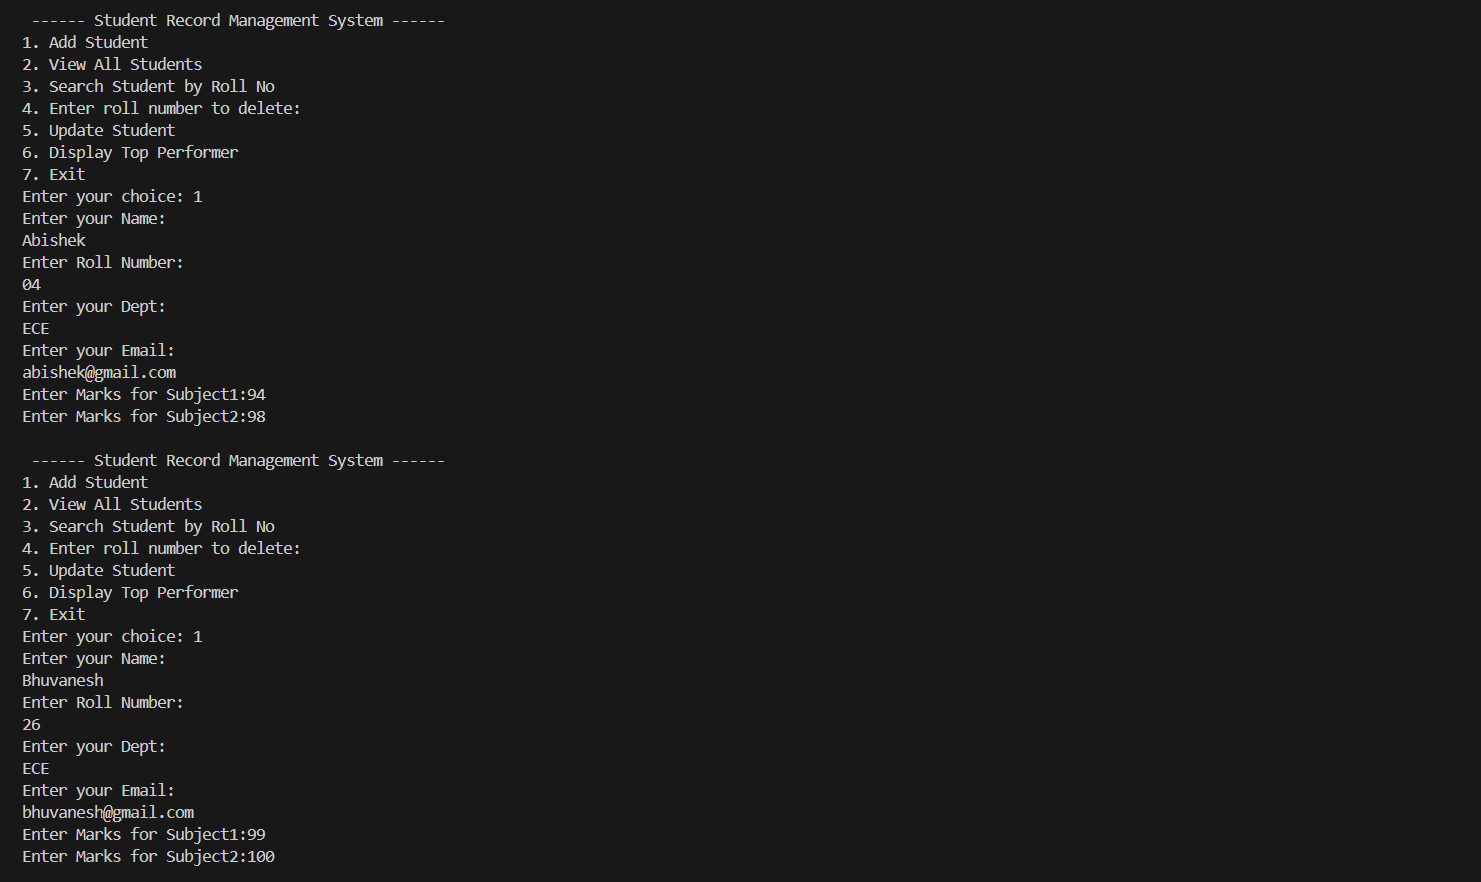 ------ Student Record Management System ------
1. Add Student
2. View All Students
3. Search Student by Roll No
4. Enter roll number to delete:
5. Update Student
6. Display Top Performer
7. Exit
Enter your choice: 1
Enter your Name:
Abishek
Enter Roll Number:
04
Enter your Dept:
ECE
Enter your Email:
abishek@gmail.com
Enter Marks for Subject1:94
Enter Marks for Subject2:98
------ Student Record Management System ------
1. Add Student
2. View All Students
3. Search Student by Roll No
4. Enter roll number to delete:
5. Update Student
6. Display Top Performer
7. Exit
Enter your choice: 1
Enter your Name:
Bhuvanesh
Enter Roll Number:
26
Enter your Dept:
ECE
Enter your Email:
bhuvanesh@gmail.com
Enter Marks for Subject1:99
Enter Marks for Subject2:100